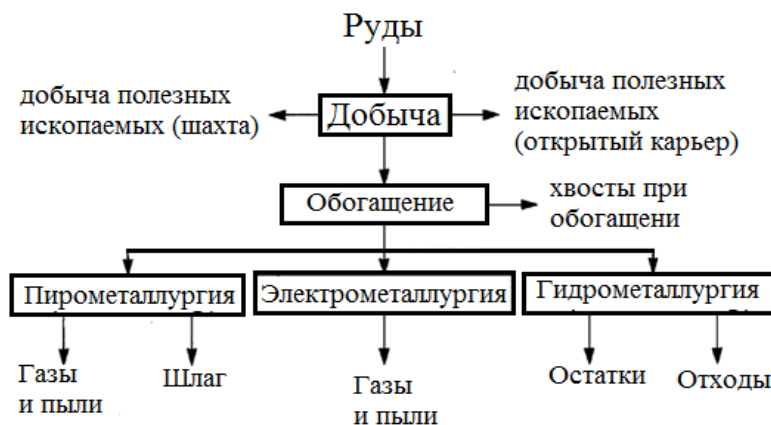 Руды
добыча полезных
ископаемых (шахта)
Добыча
добыча полезных
ископаемых
(открытый карьер)
Обогащение
хвосты при
обогащени
Пирометаллургия
Электрометаллургия
Гидрометаллургия
Газы
и пыли
Шлаг
Газы
и пыли
Остатки
Отходы